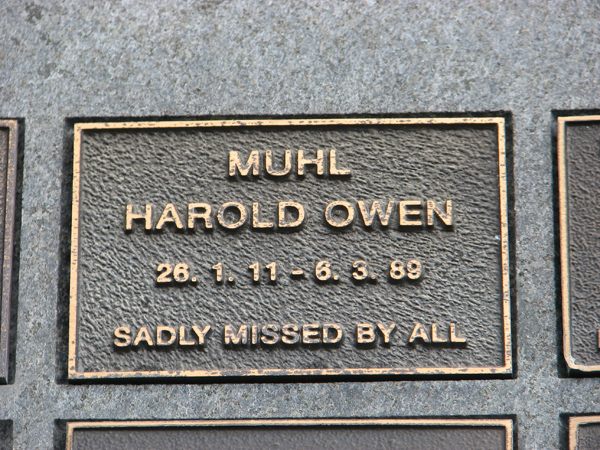 MUHL
HAROLD OWEN
26. 1. 11 - 6. 3. 89
SADLY MISSED BY ALL